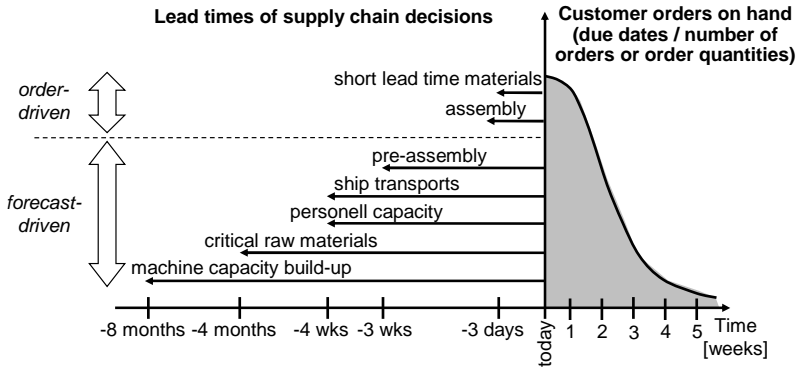 Lead times of supply chain decisions
Customer orders on hand
(due dates / number of
orders or order quantities)
order-
driven
short lead time materials
assembly
forecast-
driven
pre-assembly
ship transports
personell capacity
critical raw materials
machine capacity build-up
-8 months
-4 months
-4 wks
-3 wks
-3 days
today
1
2
3
4
5
Time
[weeks]